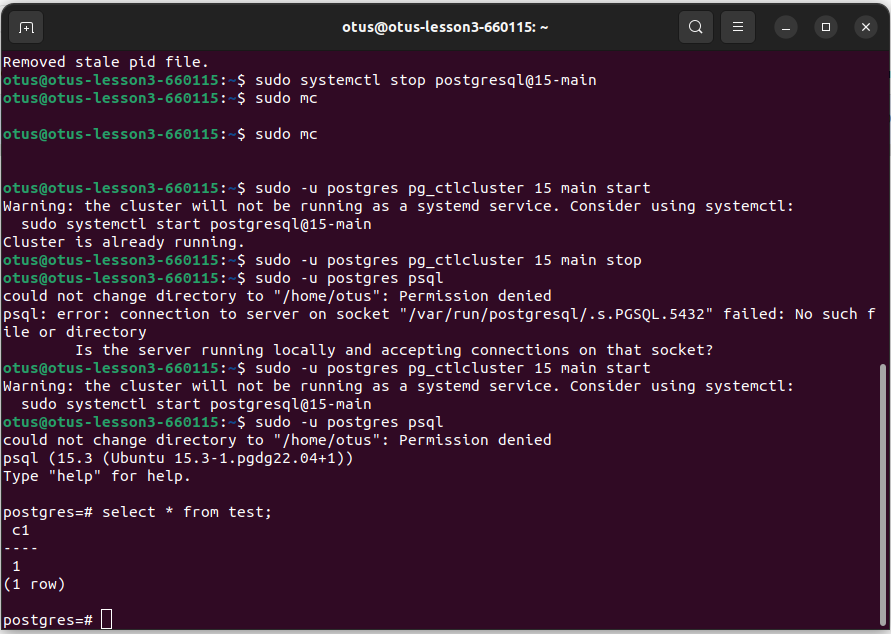 otus@otus-lesson3-660115: ~
Removed stale pid file.
otus@otus-lesson3-660115:~$ sudo systemctl stop postgresql@15-main
otus@otus-lesson3-660115:~$ sudo mc
otus@otus-lesson3-660115:~$ sudo mc
otus@otus-lesson3-660115:~$ sudo -u postgres pg_ctlcluster 15 main start
Warning: the cluster will not be running as a systemd service. Consider using systemctl:
  sudo systemctl start postgresql@15-main
Cluster is already running.
otus@otus-lesson3-660115:~$ sudo -u postgres pg_ctlcluster 15 main stop
otus@otus-lesson3-660115:~$ sudo -u postgres psql
could not change directory to "/home/otus": Permission denied
psql: error: connection to server on socket "/var/run/postgresql/.s.PGSQL.5432" failed: No such f
ile or directory
        Is the server running locally and accepting connections on that socket?
otus@otus-lesson3-660115:~$ sudo -u postgres pg_ctlcluster 15 main start
Warning: the cluster will not be running as a systemd service. Consider using systemctl:
  sudo systemctl start postgresql@15-main
otus@otus-lesson3-660115:~$ sudo -u postgres psql
could not change directory to "/home/otus": Permission denied
psql (15.3 (Ubuntu 15.3-1.pgdg22.04+1))
Type "help" for help.
postgres=# select * from test;
 c1
----
 1
(1 row)
postgres=#